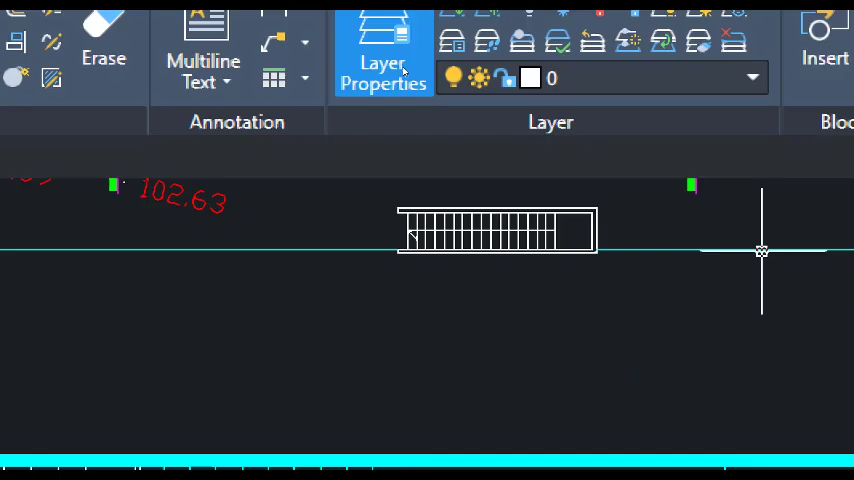 Erase
Multiline
Text
Layer
Properties
0
Insert
Annotation
Layer
Bloc
102.63